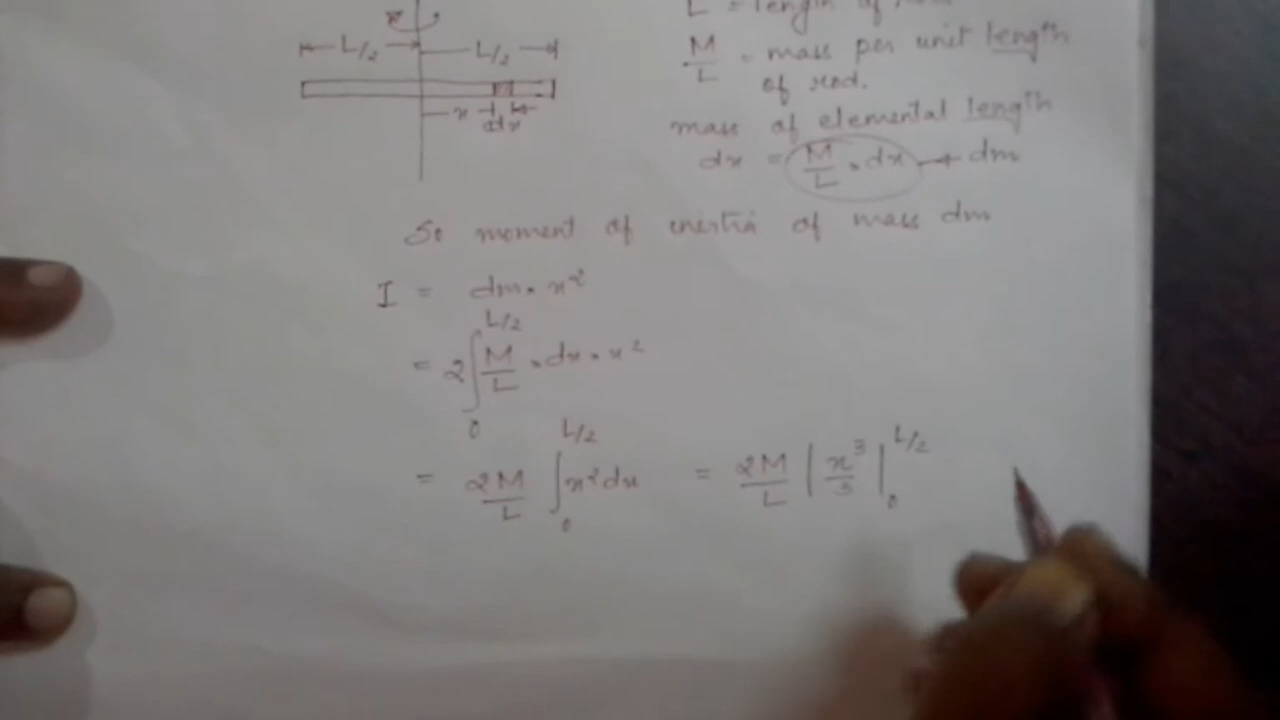 L = length of
L/2 L/2
M/L = mass per unit length
of rod.
x dx
mass of elemental length
dx = M/L . dx → dm
So moment of inertia of mass dm
I = dm . x²
= 2 ∫₀^{L/2} M/L . dx . x²
= 2M/L ∫₀^{L/2} x² dx = 2M/L | x³/3 |₀^{L/2}